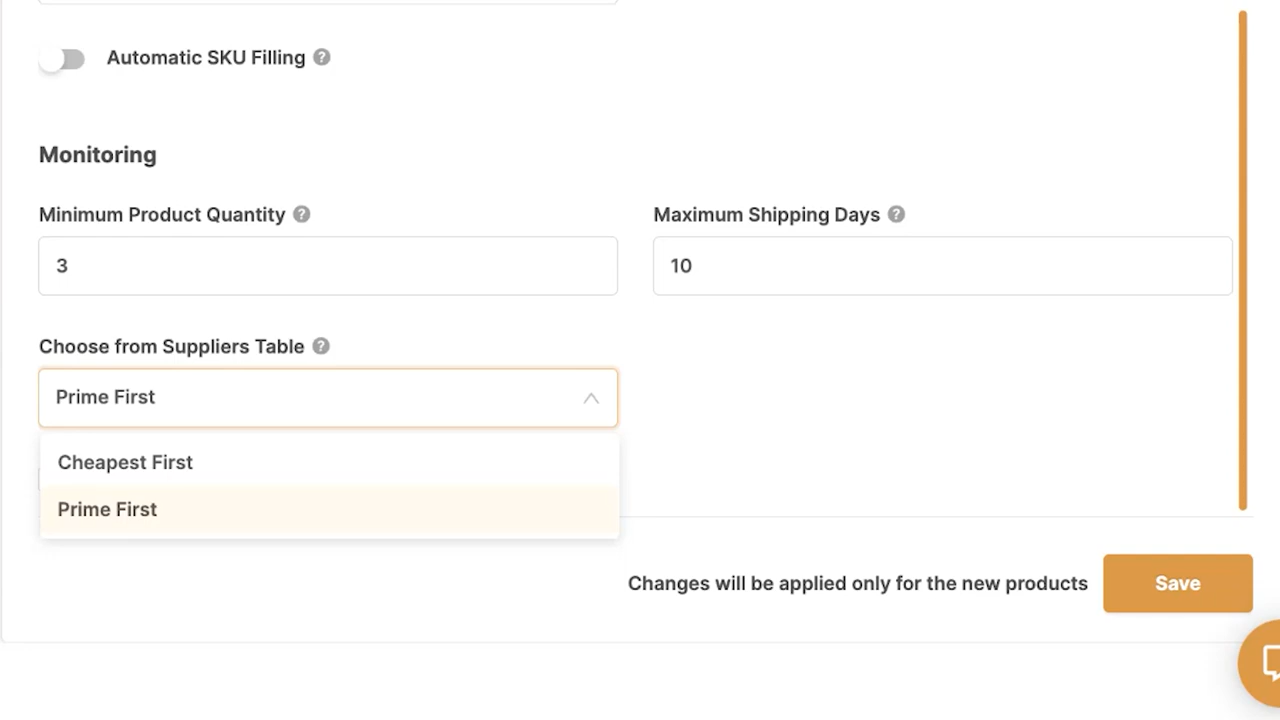 Automatic SKU Filling ?
Monitoring
Minimum Product Quantity ?
Maximum Shipping Days ?
3
10
Choose from Suppliers Table ?
Prime First
Cheapest First
Prime First
Changes will be applied only for the new products
Save